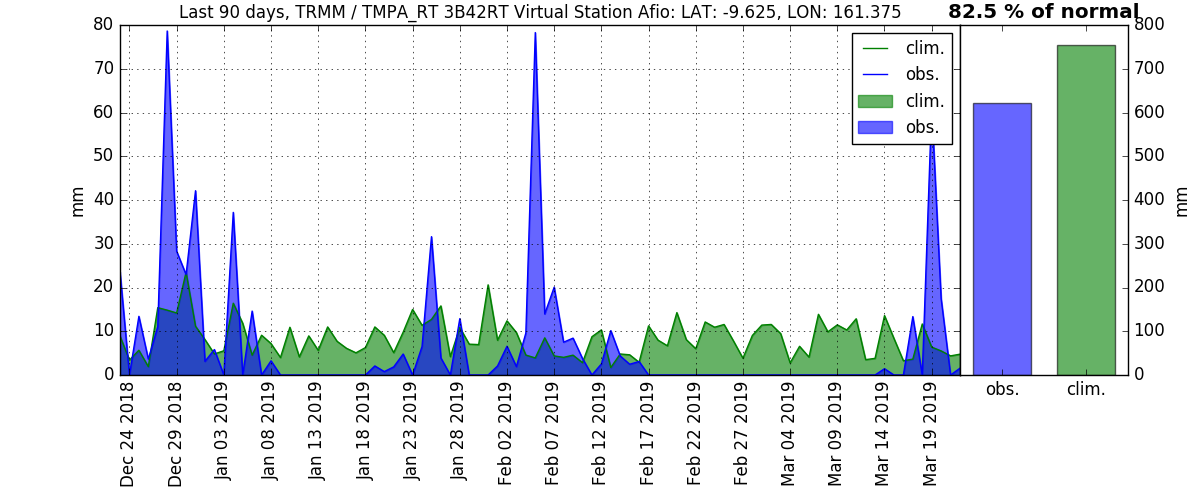 Last 90 days, TRMM / TMPA_RT 3B42RT Virtual Station Afio: LAT: -9.625, LON: 161.375
82.5 % of normal
80
70
60
50
40
30
20
10
0
mm
clim.
obs.
clim.
obs.
800
700
600
500
400
300
200
100
0
mm
Dec 24 2018
Dec 29 2018
Jan 03 2019
Jan 08 2019
Jan 13 2019
Jan 18 2019
Jan 23 2019
Jan 28 2019
Feb 02 2019
Feb 07 2019
Feb 12 2019
Feb 17 2019
Feb 22 2019
Feb 27 2019
Mar 04 2019
Mar 09 2019
Mar 14 2019
Mar 19 2019
obs.
clim.